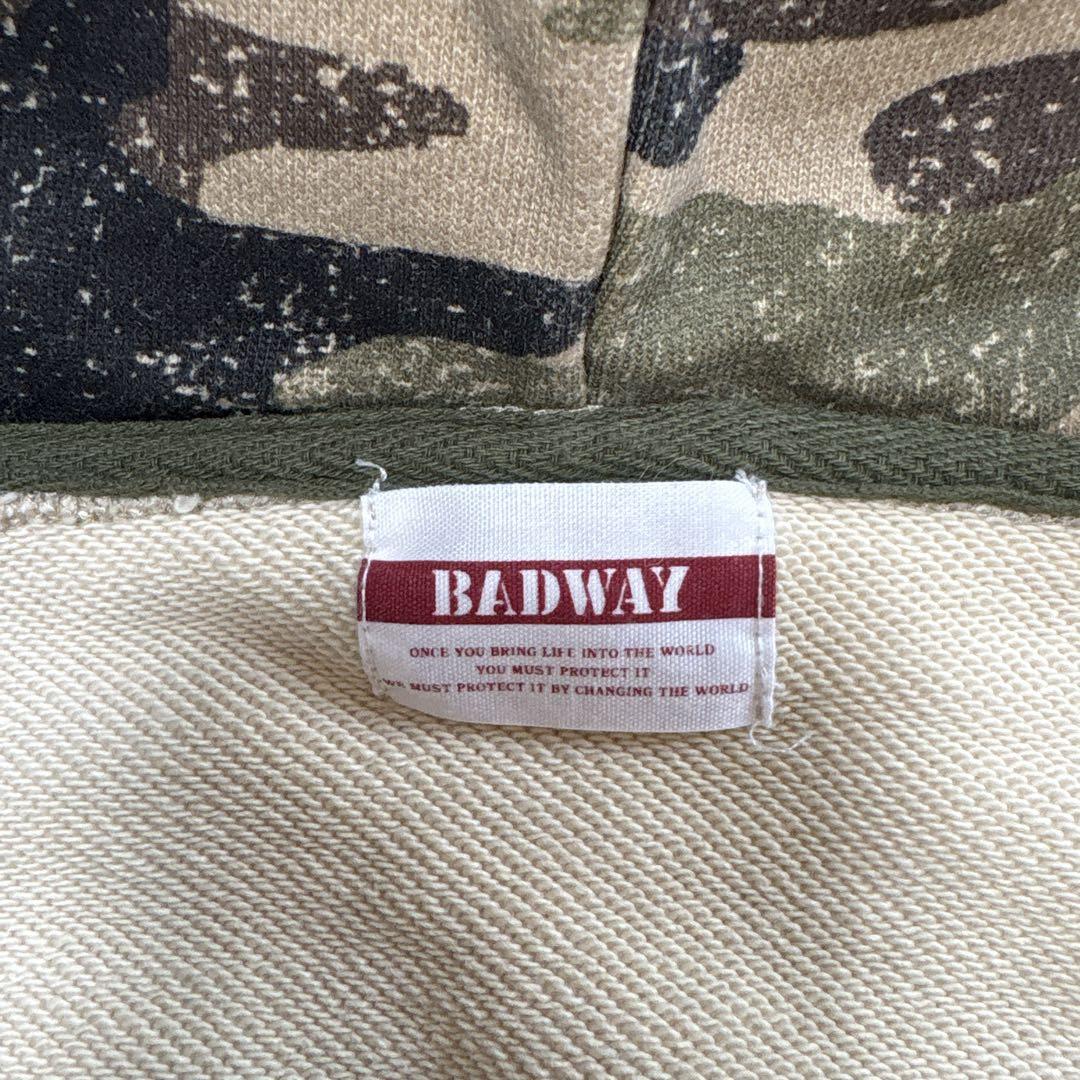 BADWAY
ONCE YOU BRING LIFE INTO THE WORLD
YOU MUST PROTECT IT
WE MUST PROTECT IT BY CHANGING THE WORLD